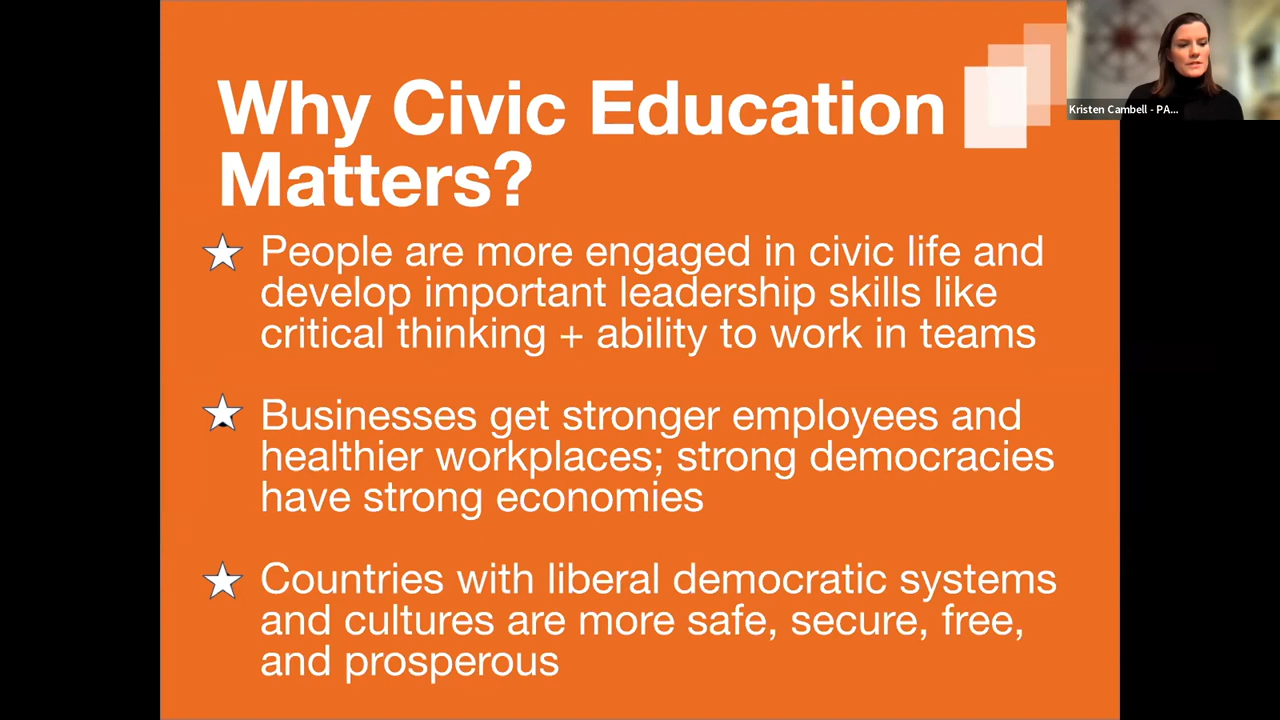 Why Civic Education
Matters?
People are more engaged in civic life and
develop important leadership skills like
critical thinking + ability to work in teams
Businesses get stronger employees and
healthier workplaces; strong democracies
have strong economies
Countries with liberal democratic systems
and cultures are more safe, secure, free,
and prosperous
Kristen Cambell - PA...